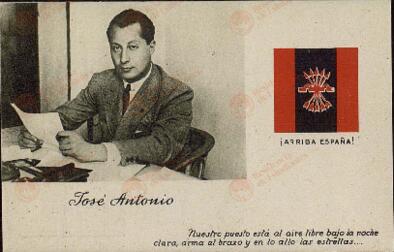 ¡ARRIBA ESPAÑA!
José Antonio
Nuestro puesto está al aire libre bajo la noche
clara, arma al brazo y en lo alto las estrellas....